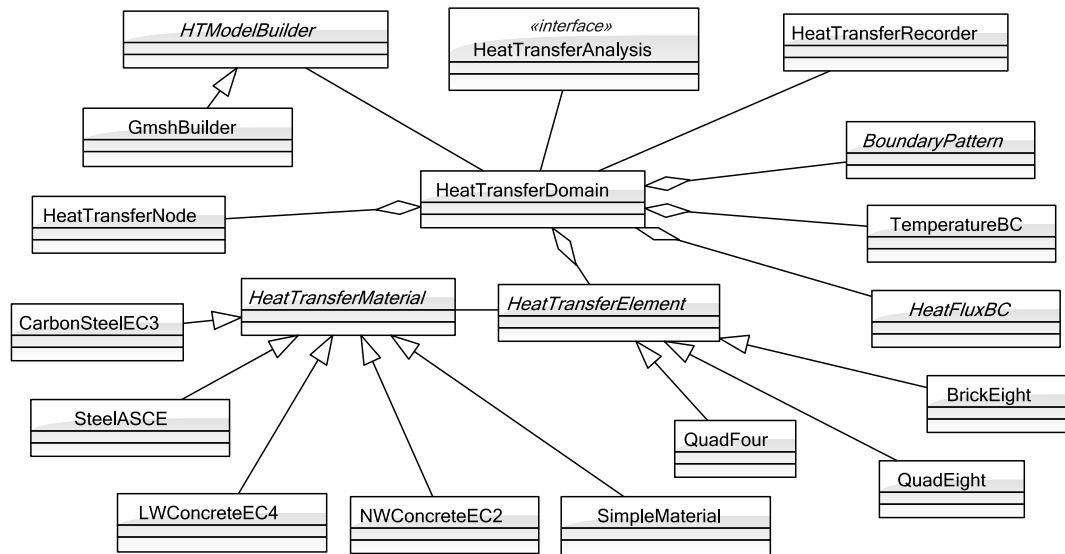 HTModelBuilder
«interface»
HeatTransferAnalysis
HeatTransferRecorder
GmshBuilder
BoundaryPattern
HeatTransferDomain
HeatTransferNode
TemperatureBC
HeatTransferMaterial
HeatTransferElement
HeatFluxBC
CarbonSteelEC3
BrickEight
SteelASCE
QuadFour
QuadEight
LWConcreteEC4
NWConcreteEC2
SimpleMaterial